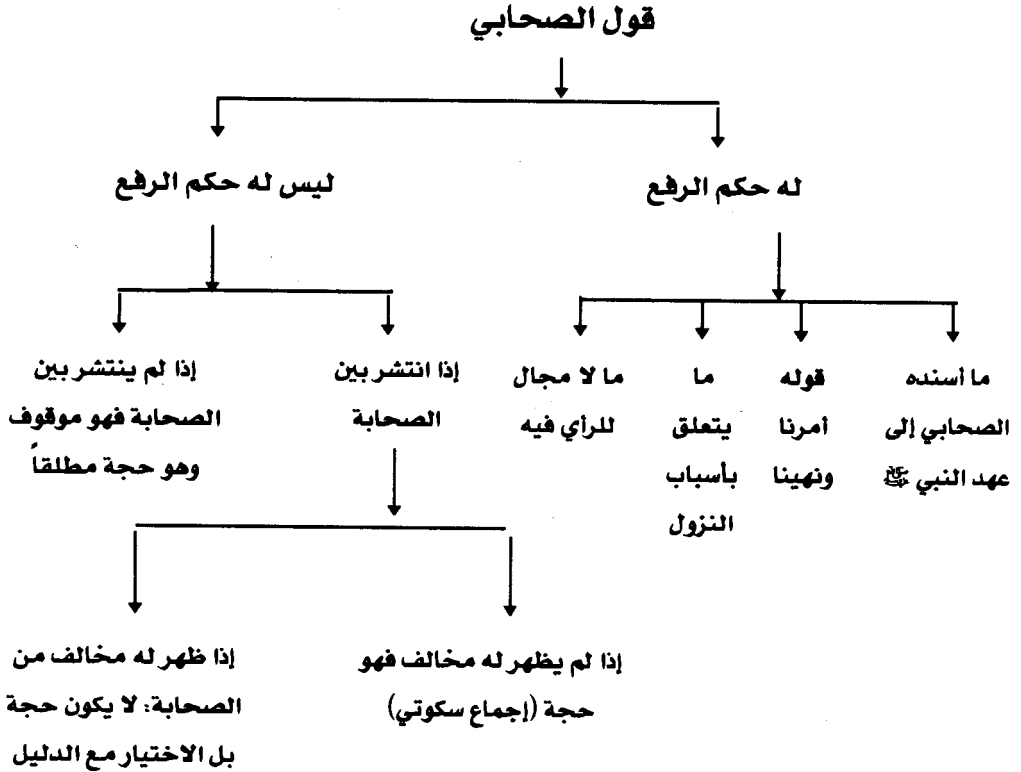 قول الصحابي
له حكم الرفع
ليس له حكم الرفع
ما أسنده
الصحابي إلى
عهد النبي ﷺ
قوله
أمرنا
ونهينا
ما
يتعلق
بأسباب
النزول
ما لا مجال
للرأي فيه
إذا انتشر بين
الصحابة
إذا لم ينتشر بين
الصحابة فهو موقوف
وهو حجة مطلقاً
إذا لم يظهر له مخالف فهو
حجة (إجماع سكوتي)
إذا ظهر له مخالف من
الصحابة: لا يكون حجة
بل الاختيار مع الدليل